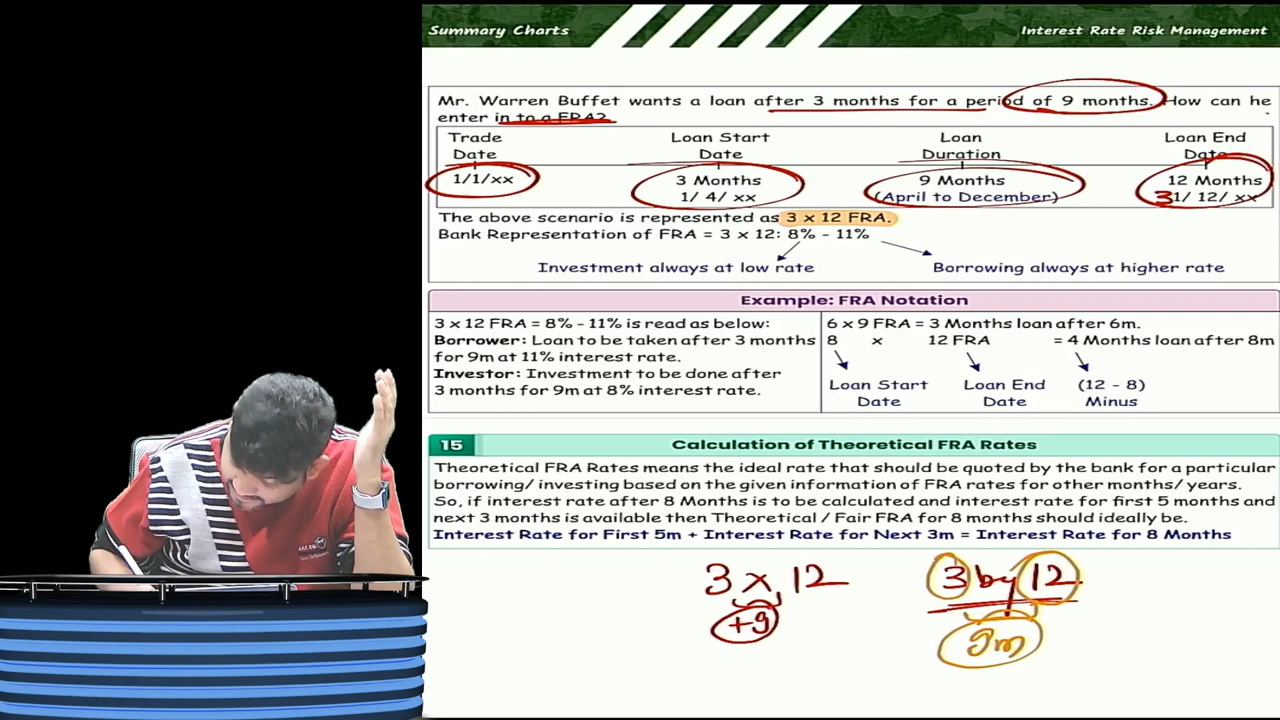 Summary Charts
Interest Rate Risk Management
Mr. Warren Buffet wants a loan after 3 months for a period of 9 months. How can he
enter in to a FRA?
Trade Date
Loan Start Date
Loan Duration
Loan End Date
1/1/xx
3 Months
1/ 4/ xx
9 Months
(April to December)
12 Months
31/ 12/ xx
The above scenario is represented as 3 x 12 FRA.
Bank Representation of FRA = 3 x 12: 8% - 11%
Investment always at low rate
Borrowing always at higher rate
Example: FRA Notation
3 x 12 FRA = 8% - 11% is read as below:
Borrower: Loan to be taken after 3 months
for 9m at 11% interest rate.
Investor: Investment to be done after
3 months for 9m at 8% interest rate.
6 x 9 FRA = 3 Months loan after 6m.
8 x 12 FRA = 4 Months loan after 8m
Loan Start Date
Loan End Date
(12 - 8) Minus
15
Calculation of Theoretical FRA Rates
Theoretical FRA Rates means the ideal rate that should be quoted by the bank for a particular
borrowing/ investing based on the given information of FRA rates for other months/ years.
So, if interest rate after 8 Months is to be calculated and interest rate for first 5 months and
next 3 months is available then Theoretical / Fair FRA for 8 months should ideally be.
Interest Rate for First 5m + Interest Rate for Next 3m = Interest Rate for 8 Months
3 x 12
+9
3 by 12
9m